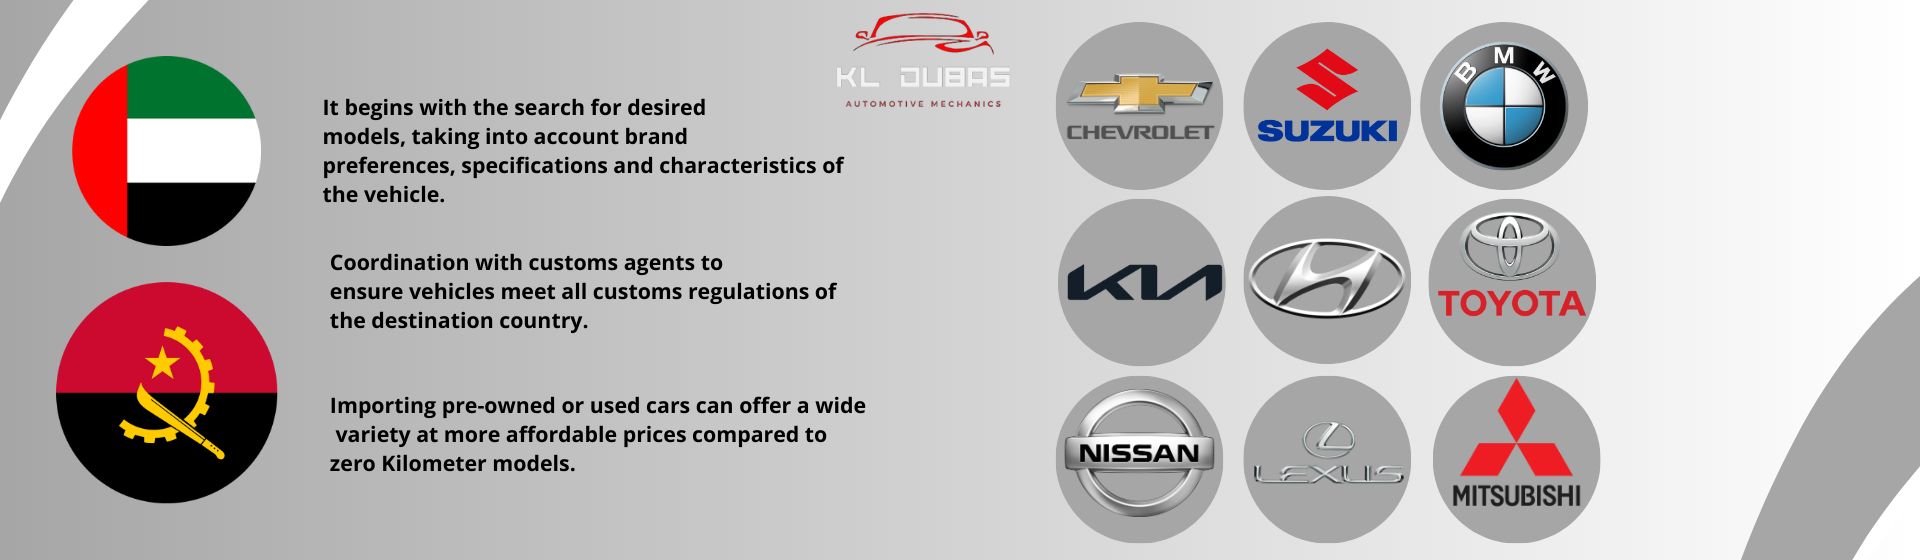 It begins with the search for desired
models, taking into account brand
preferences, specifications and characteristics of
the vehicle.
Coordination with customs agents to
ensure vehicles meet all customs regulations of
the destination country.
Importing pre-owned or used cars can offer a wide
variety at more affordable prices compared to
zero Kilometer models.
KL DUBAS
AUTOMOTIVE MECHANICS
CHEVROLET
SUZUKI
BMW
KIA
TOYOTA
NISSAN
LEXUS
MITSUBISHI